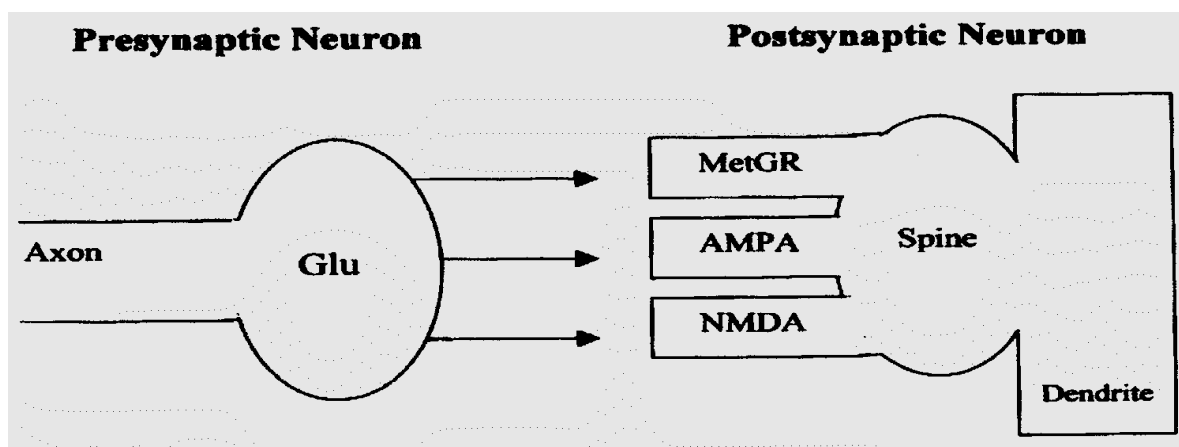 Presynaptic Neuron
Postsynaptic Neuron
Axon
Glu
MetGR
AMPA
NMDA
Spine
Dendrite